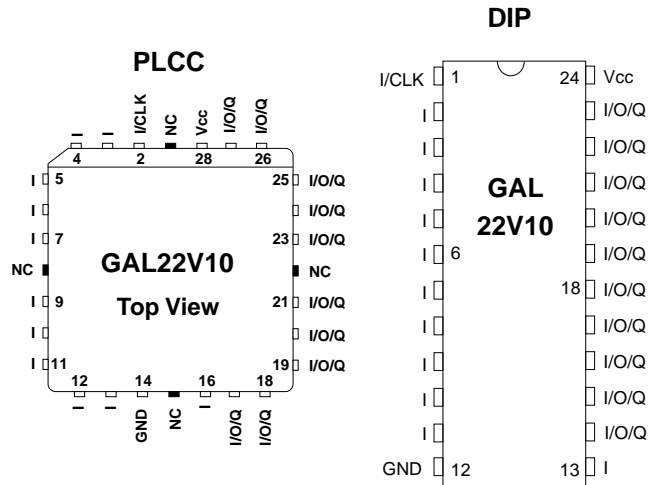 PLCC
I I I/CLK NC Vcc I/O/Q I/O/Q
4 2 28 26
I 5 25 I/O/Q
I I/O/Q
I 7 23 I/O/Q
NC GAL22V10 NC
I 9 Top View 21 I/O/Q
I I/O/Q
I 11 19 I/O/Q
12 14 16 18
I I GND NC I I/O/Q I/O/Q
DIP
I/CLK 1 24 Vcc
I I/O/Q
I I/O/Q
I GAL I/O/Q
I 22V10 I/O/Q
I 6 I/O/Q
I 18 I/O/Q
I I/O/Q
I I/O/Q
I I/O/Q
I I/O/Q
GND 12 13 I